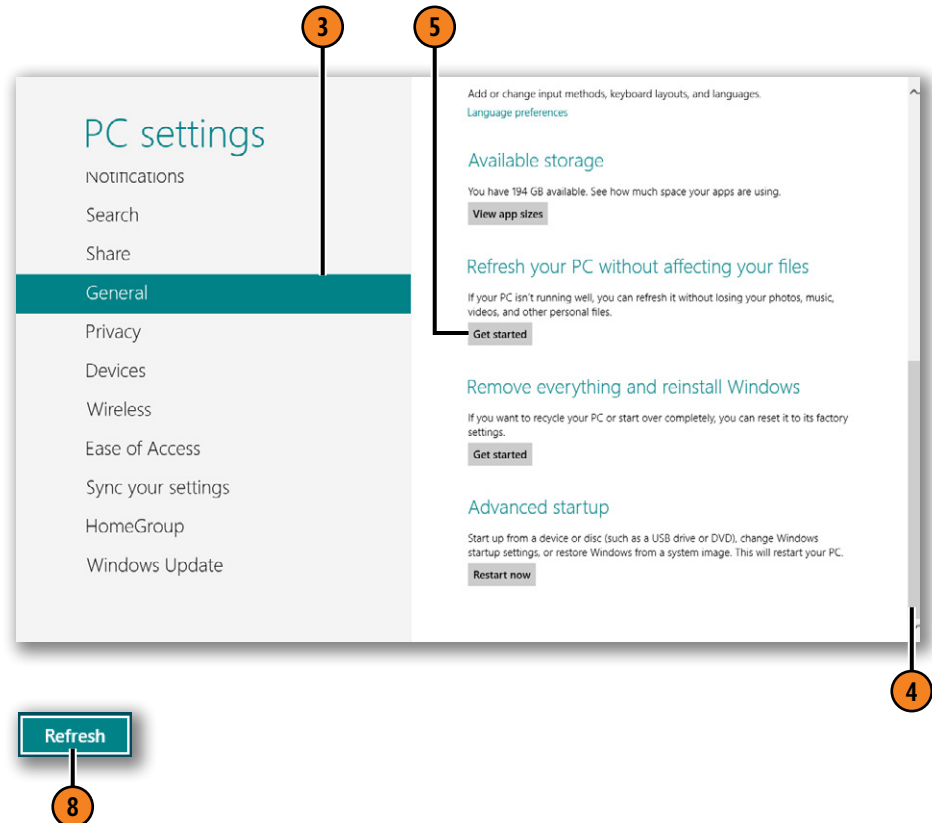 3 5
PC settings
Notifications
Search
Share
General
Privacy
Devices
Wireless
Ease of Access
Sync your settings
HomeGroup
Windows Update
Add or change input methods, keyboard layouts, and languages.
Language preferences
Available storage
You have 194 GB available. See how much space your apps are using.
View app sizes
Refresh your PC without affecting your files
If your PC isn't running well, you can refresh it without losing your photos, music,
videos, and other personal files.
Get started
Remove everything and reinstall Windows
If you want to recycle your PC or start over completely, you can reset it to its factory
settings.
Get started
Advanced startup
Start up from a device or disc (such as a USB drive or DVD), change Windows
startup settings, or restore Windows from a system image. This will restart your PC.
Restart now
4
Refresh
8